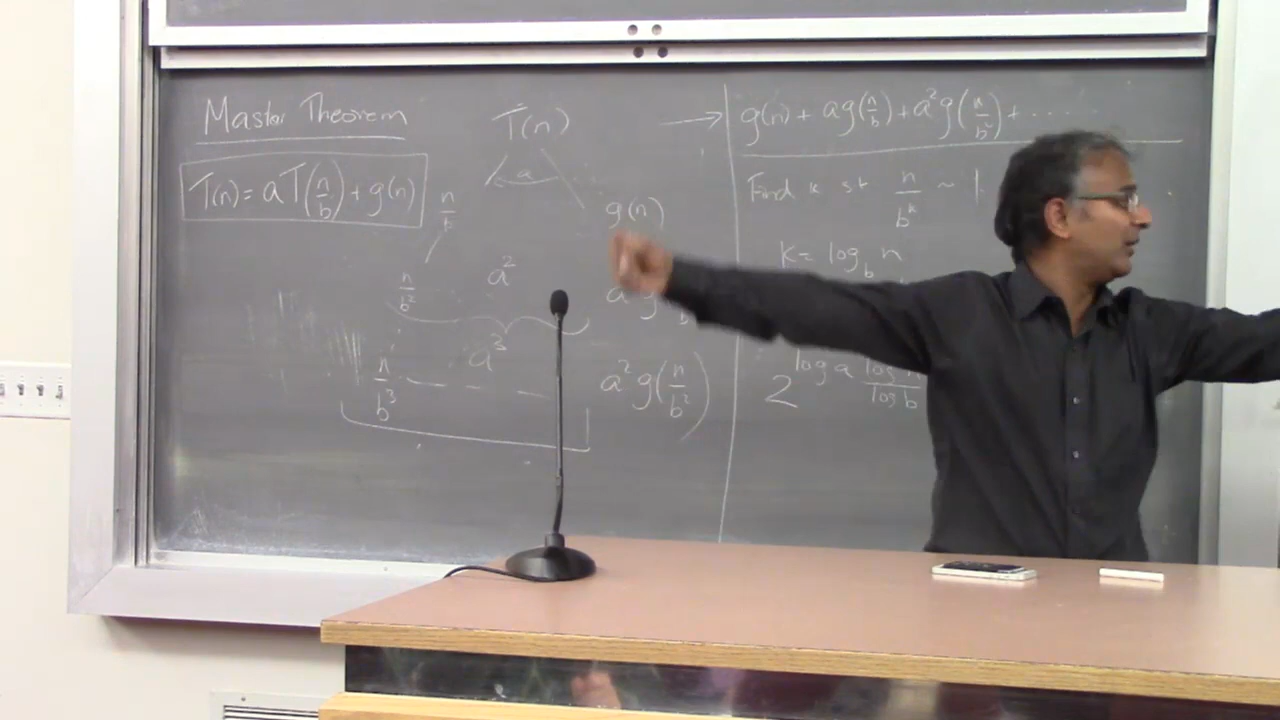 Master Theorem
T(n) = aT(n/b) + g(n)
T(n)
a
n/b
g(n)
n/b²
a²
a
b
n/b³
a³
a²g(n/b²)
g(n) + ag(n/b) + a²g(n/b²) + .....
Find k st n/b^k ~ 1
k = log_b n
2^(log a log n/log b)